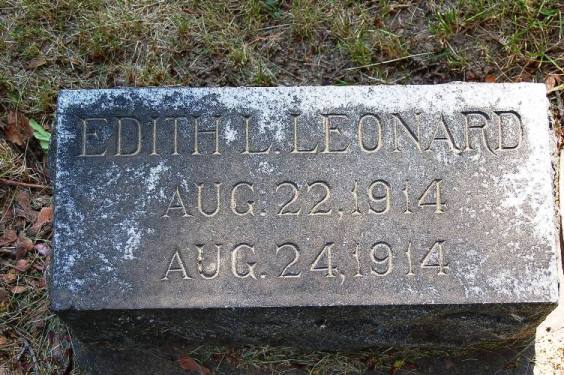 EDITH L. LEONARD
AUG. 22, 1914
AUG. 24, 1914